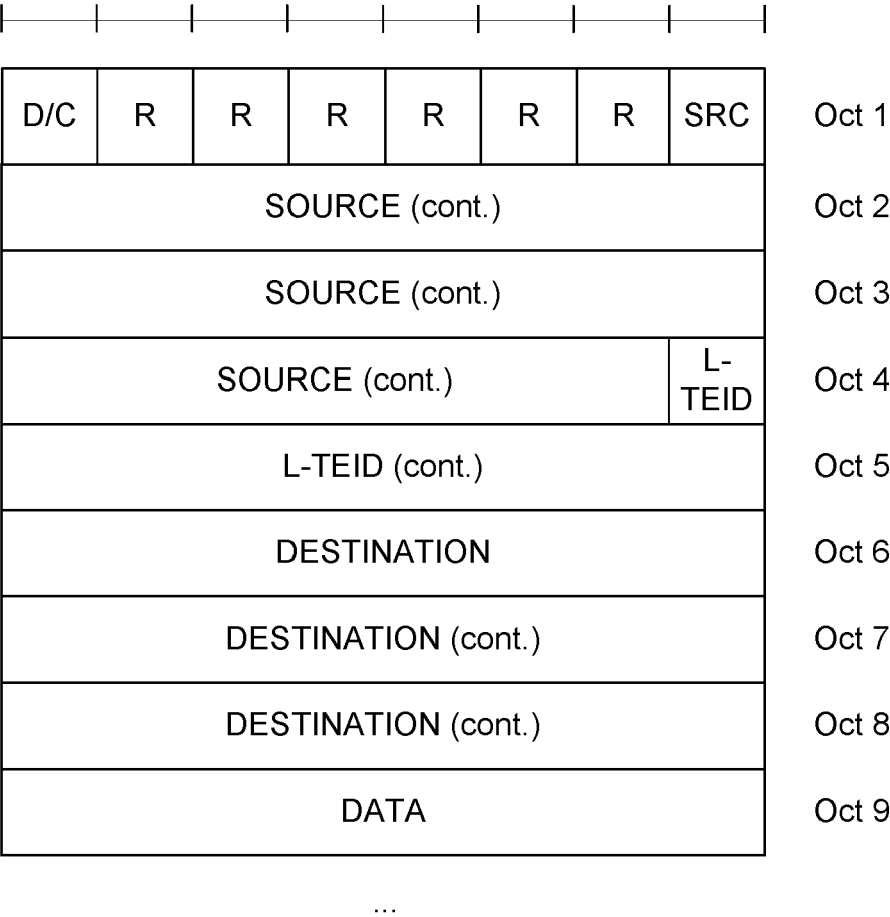 D/C R R R R R R SRC Oct 1
SOURCE (cont.) Oct 2
SOURCE (cont.) Oct 3
SOURCE (cont.) L-TEID Oct 4
L-TEID (cont.) Oct 5
DESTINATION Oct 6
DESTINATION (cont.) Oct 7
DESTINATION (cont.) Oct 8
DATA Oct 9
...